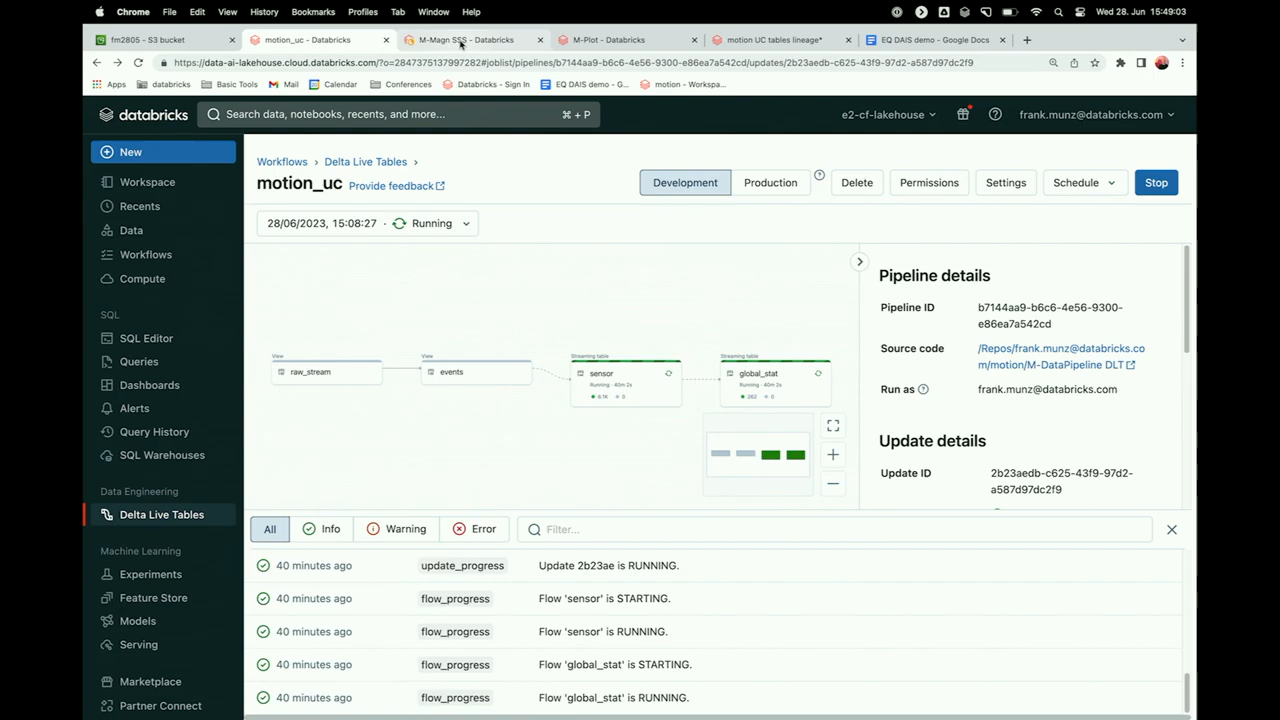 Chrome File Edit View History Bookmarks Profiles Tab Window Help Wed 28. Jun 15:49:03
fm2805 - S3 bucket motion_uc - Databricks M-Magn SSS - Databricks M-Plot - Databricks motion UC tables lineage* EQ DAIS demo - Google Docs
https://data-ai-lakehouse.cloud.databricks.com/?o=2847375137997282#joblist/pipelines/b7144aa9-b6c6-4e56-9300-e86ea7a542cd/updates/2b23aedb-c625-43f9-97d2-a587d97dc2f9
Apps databricks Basic Tools Mail Calendar Conferences Databricks - Sign In EQ DAIS demo - G... motion - Workspa...
databricks Search data, notebooks, recents, and more... ⌘ + P e2-cf-lakehouse frank.munz@databricks.com
New
Workspace
Recents
Data
Workflows
Compute
SQL
SQL Editor
Queries
Dashboards
Alerts
Query History
SQL Warehouses
Data Engineering
Delta Live Tables
Machine Learning
Experiments
Feature Store
Models
Serving
Marketplace
Partner Connect
Workflows › Delta Live Tables ›
motion_uc Provide feedback
Development Production Delete Permissions Settings Schedule Stop
28/06/2023, 15:08:27 · Running
View
raw_stream
View
events
Streaming table
sensor
Running · 40m 2s
6.1K 0
Streaming table
global_stat
Running · 40m 2s
262 0
Pipeline details
Pipeline ID b7144aa9-b6c6-4e56-9300-
e86ea7a542cd
Source code /Repos/frank.munz@databricks.co
m/motion/M-DataPipeline DLT
Run as frank.munz@databricks.com
Update details
Update ID 2b23aedb-c625-43f9-97d2-
a587d97dc2f9
All Info Warning Error Filter...
40 minutes ago update_progress Update 2b23ae is RUNNING.
40 minutes ago flow_progress Flow 'sensor' is STARTING.
40 minutes ago flow_progress Flow 'sensor' is RUNNING.
40 minutes ago flow_progress Flow 'global_stat' is STARTING.
40 minutes ago flow_progress Flow 'global_stat' is RUNNING.